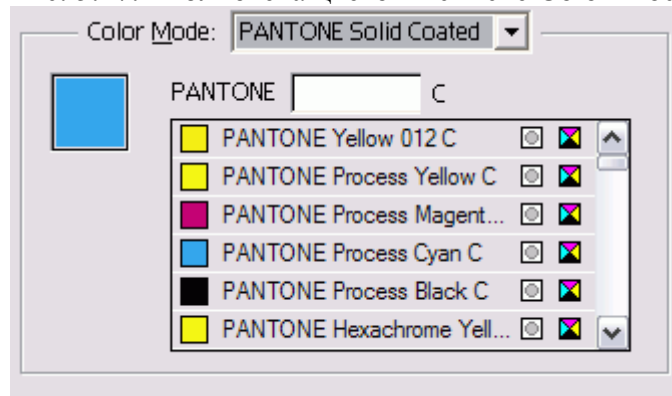 Color Mode: PANTONE Solid Coated
PANTONE C
PANTONE Yellow 012 C
PANTONE Process Yellow C
PANTONE Process Magent...
PANTONE Process Cyan C
PANTONE Process Black C
PANTONE Hexachrome Yell...